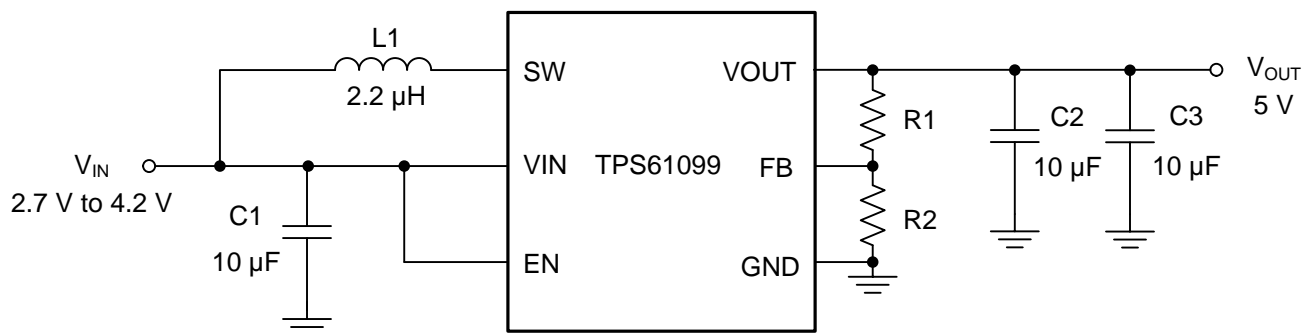 L1
2.2 µH
SW
VOUT
R1
C2
10 µF
C3
10 µF
VOUT
5 V
VIN
2.7 V to 4.2 V
VIN
TPS61099
FB
C1
10 µF
R2
EN
GND